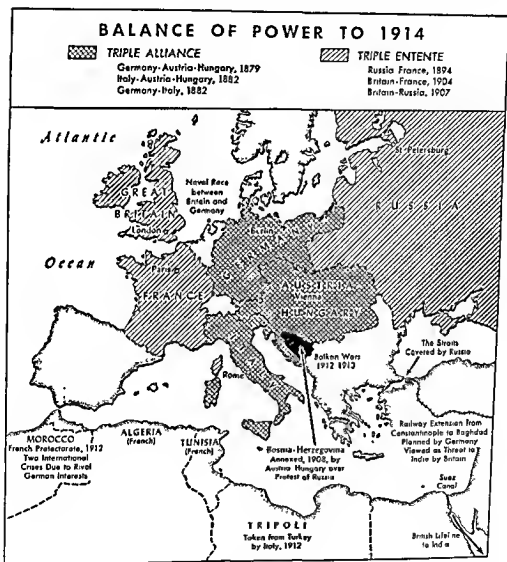 BALANCE OF POWER TO 1914
TRIPLE ALLIANCE
Germany-Austria-Hungary, 1879
Italy-Austria-Hungary, 1882
Germany-Italy, 1882
TRIPLE ENTENTE
Russia France, 1894
Britain-France, 1904
Britain-Russia, 1907
Atlantic
Ocean
St. Petersburg
RUSSIA
GREAT
BRITAIN
London
Naval Race
between
Britain and
Germany
Berlin
Paris
FRANCE
AUSTRIA
Vienna
HUNGARY
Rome
Balkan Wars
1912 1913
The Straits
Coveted by Russia
MOROCCO
French Protectorate, 1912
Two International
Crises Due to Rival
German Interests
ALGERIA
(French)
TUNISIA
(French)
Bosnia-Herzegovina
Annexed, 1908, by
Austria Hungary over
Protest of Russia
Railway Extension from
Constantinople to Baghdad
Planned by Germany
Viewed as Threat to
India by Britain
Suez
Canal
TRIPOLI
Taken from Turkey
by Italy, 1912
British Lifeline
to India